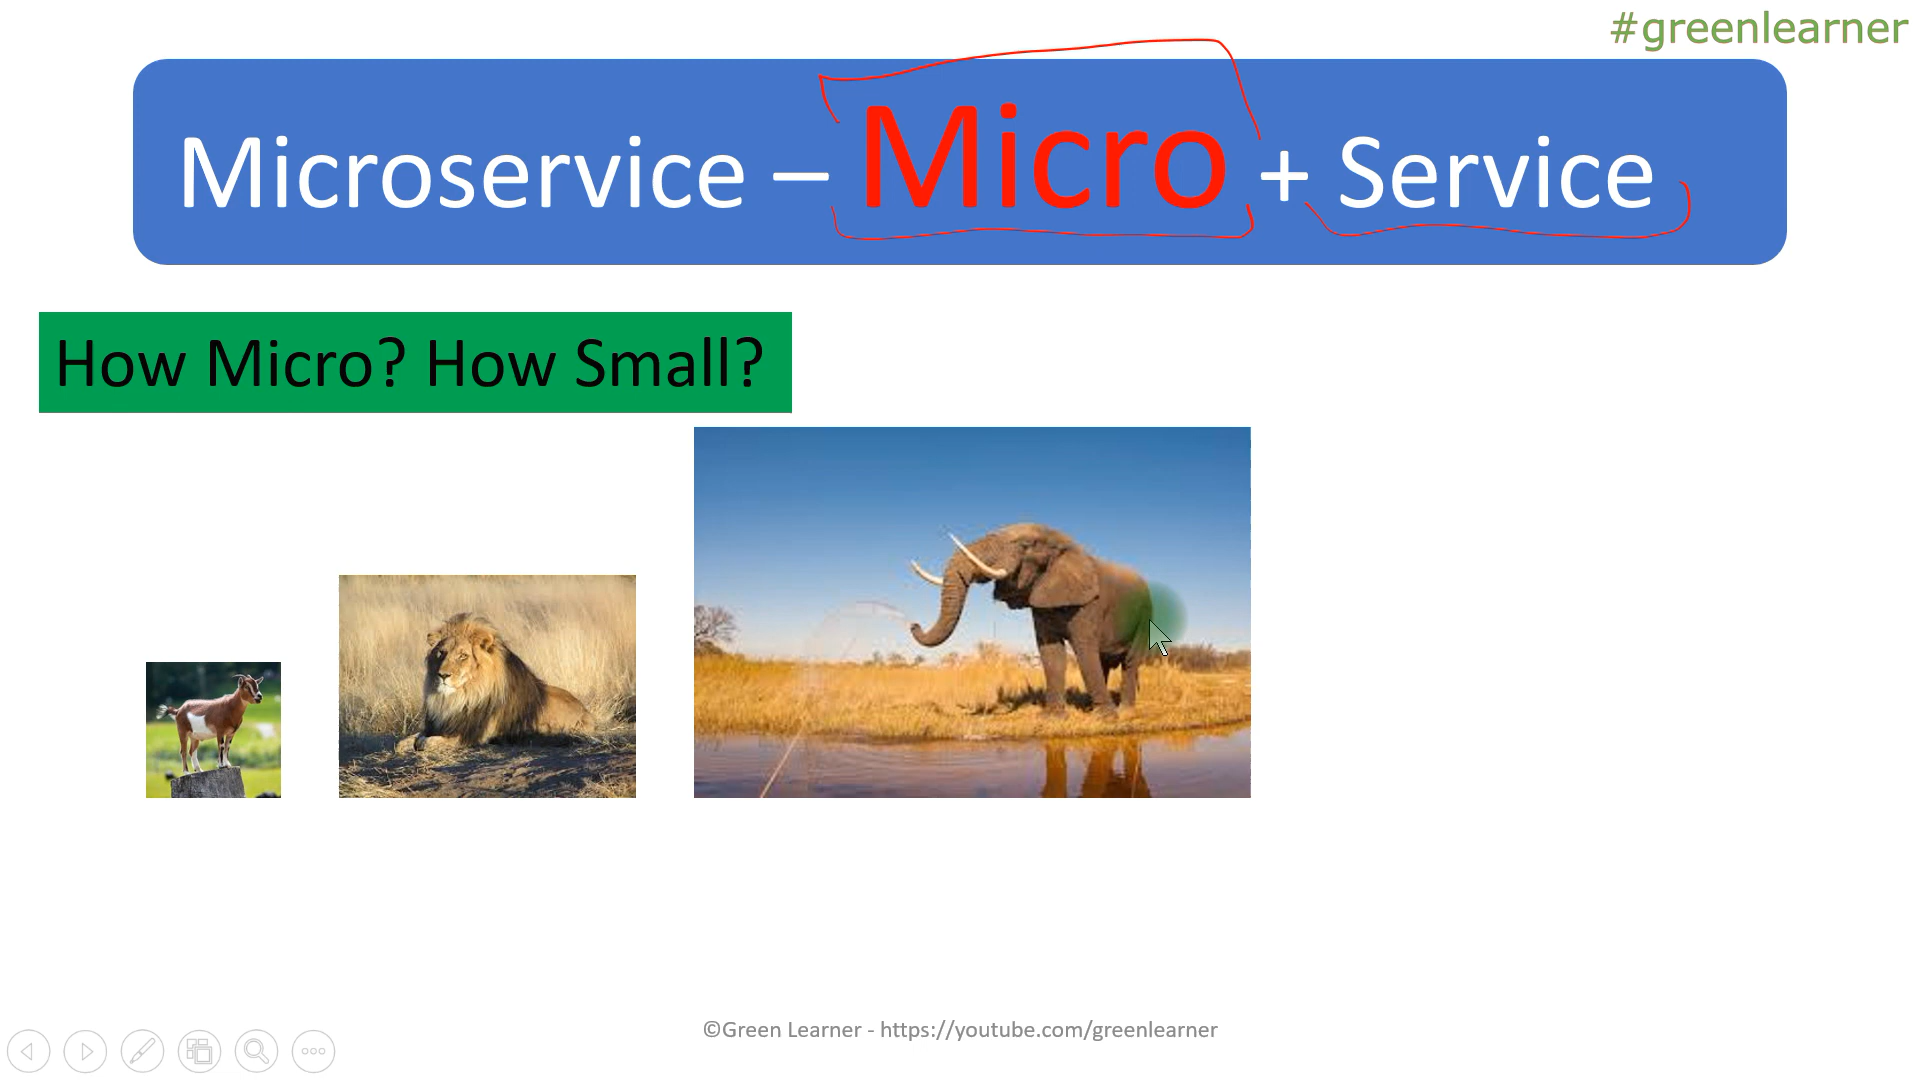 #greenlearner
Microservice – Micro + Service
How Micro? How Small?
©Green Learner - https://youtube.com/greenlearner